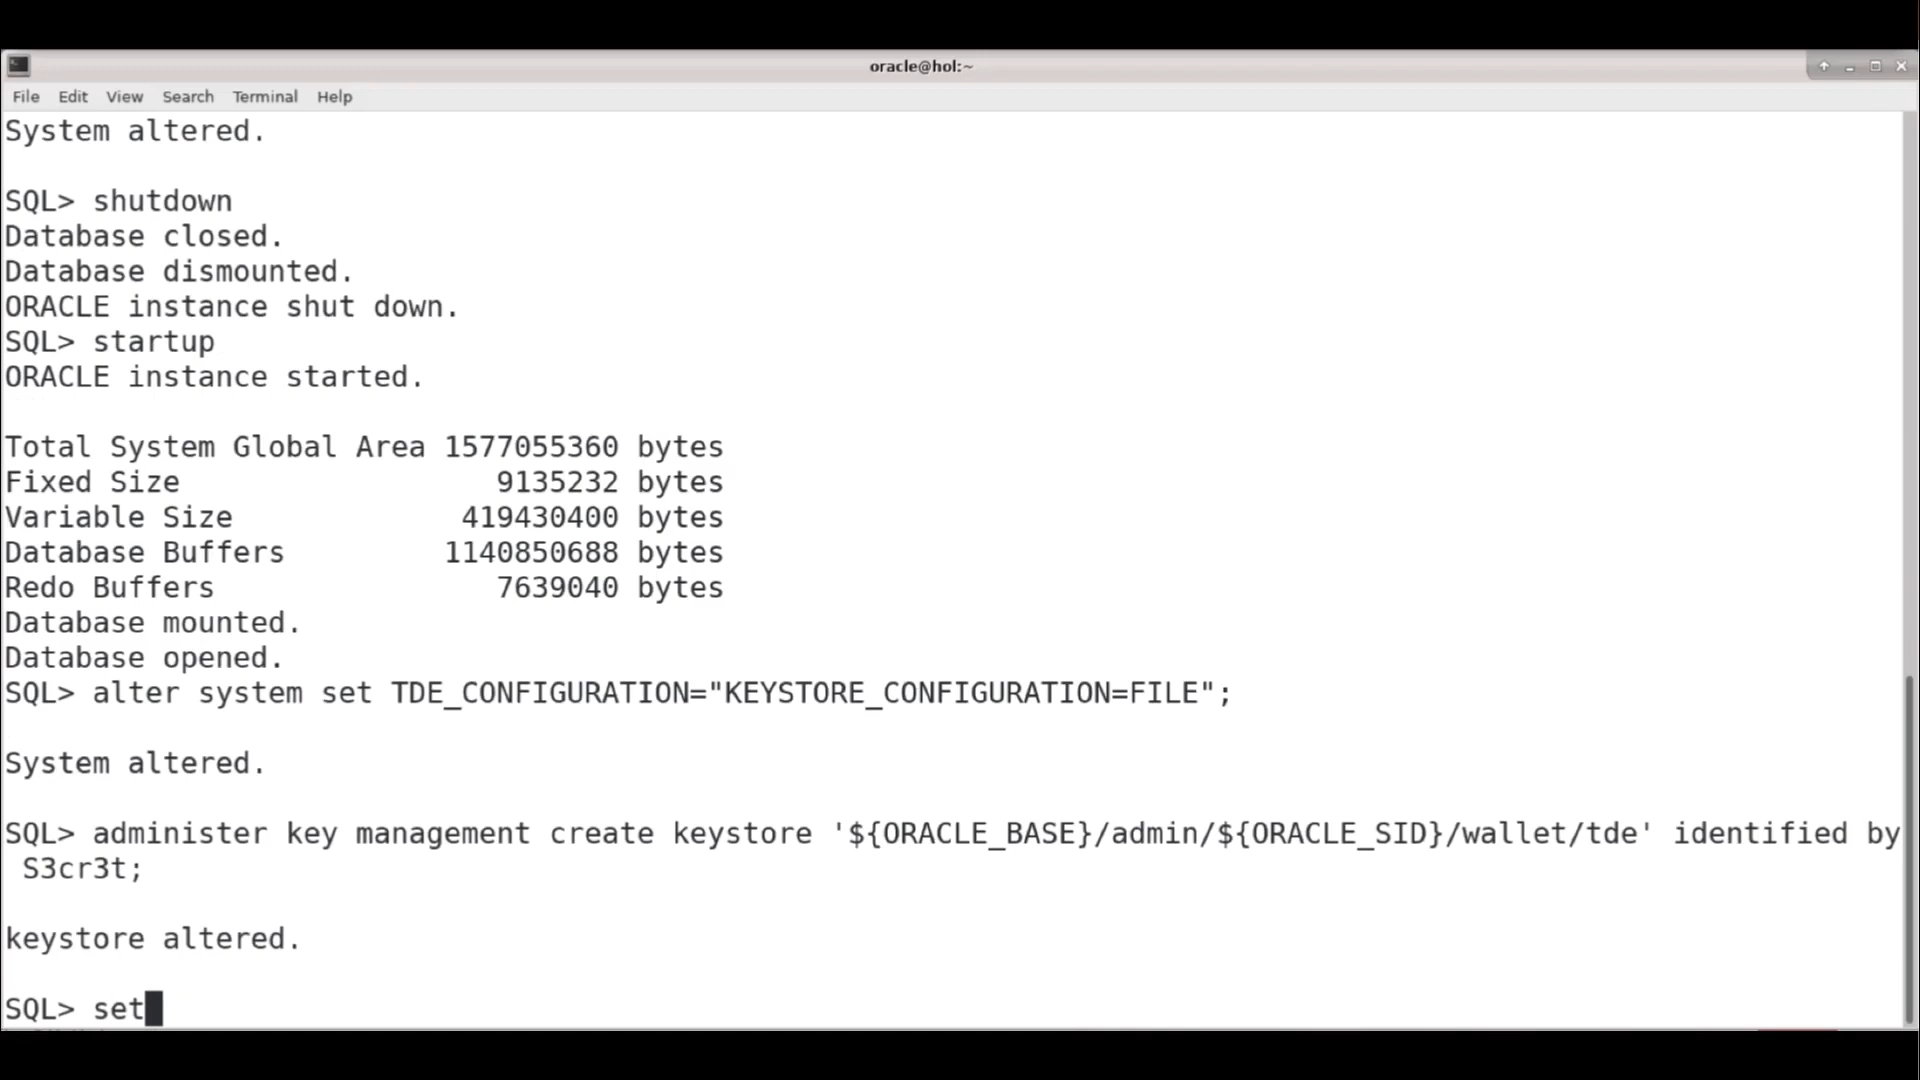 oracle@hol:~
File Edit View Search Terminal Help
System altered.
SQL> shutdown
Database closed.
Database dismounted.
ORACLE instance shut down.
SQL> startup
ORACLE instance started.
Total System Global Area 1577055360 bytes
Fixed Size 9135232 bytes
Variable Size 419430400 bytes
Database Buffers 1140850688 bytes
Redo Buffers 7639040 bytes
Database mounted.
Database opened.
SQL> alter system set TDE_CONFIGURATION="KEYSTORE_CONFIGURATION=FILE";
System altered.
SQL> administer key management create keystore '${ORACLE_BASE}/admin/${ORACLE_SID}/wallet/tde' identified by
S3cr3t;
keystore altered.
SQL> set